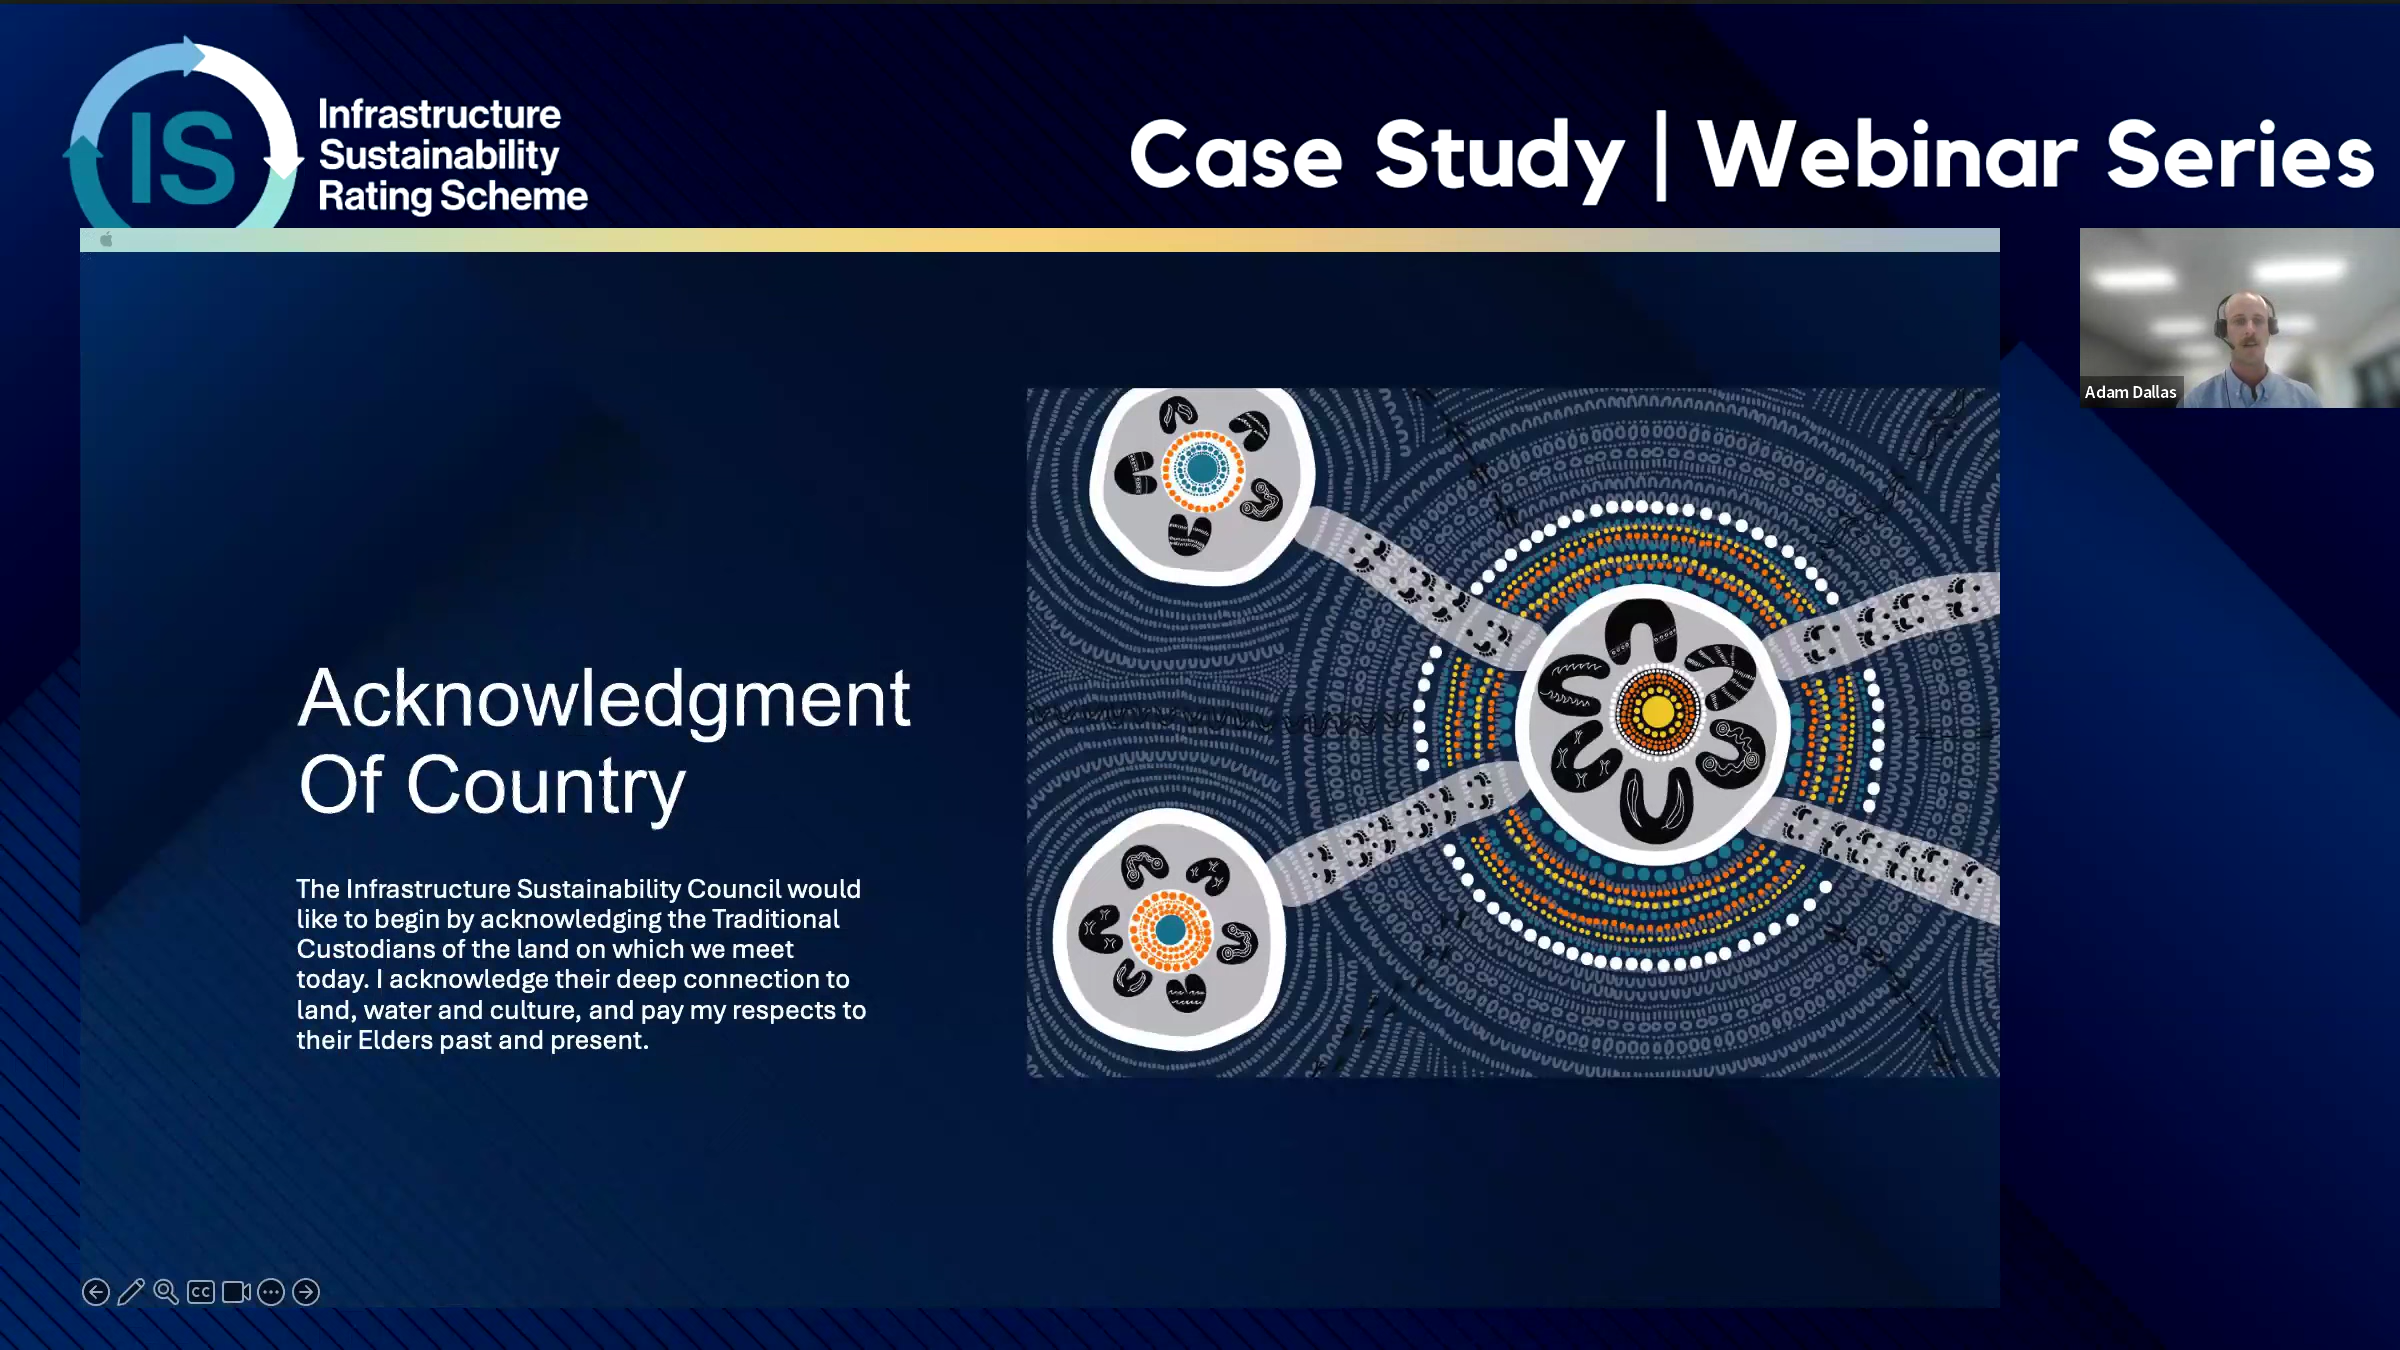 IS
Infrastructure
Sustainability
Rating Scheme
Case Study | Webinar Series
Adam Dallas
Acknowledgment
Of Country
The Infrastructure Sustainability Council would
like to begin by acknowledging the Traditional
Custodians of the land on which we meet
today. I acknowledge their deep connection to
land, water and culture, and pay my respects to
their Elders past and present.
CC